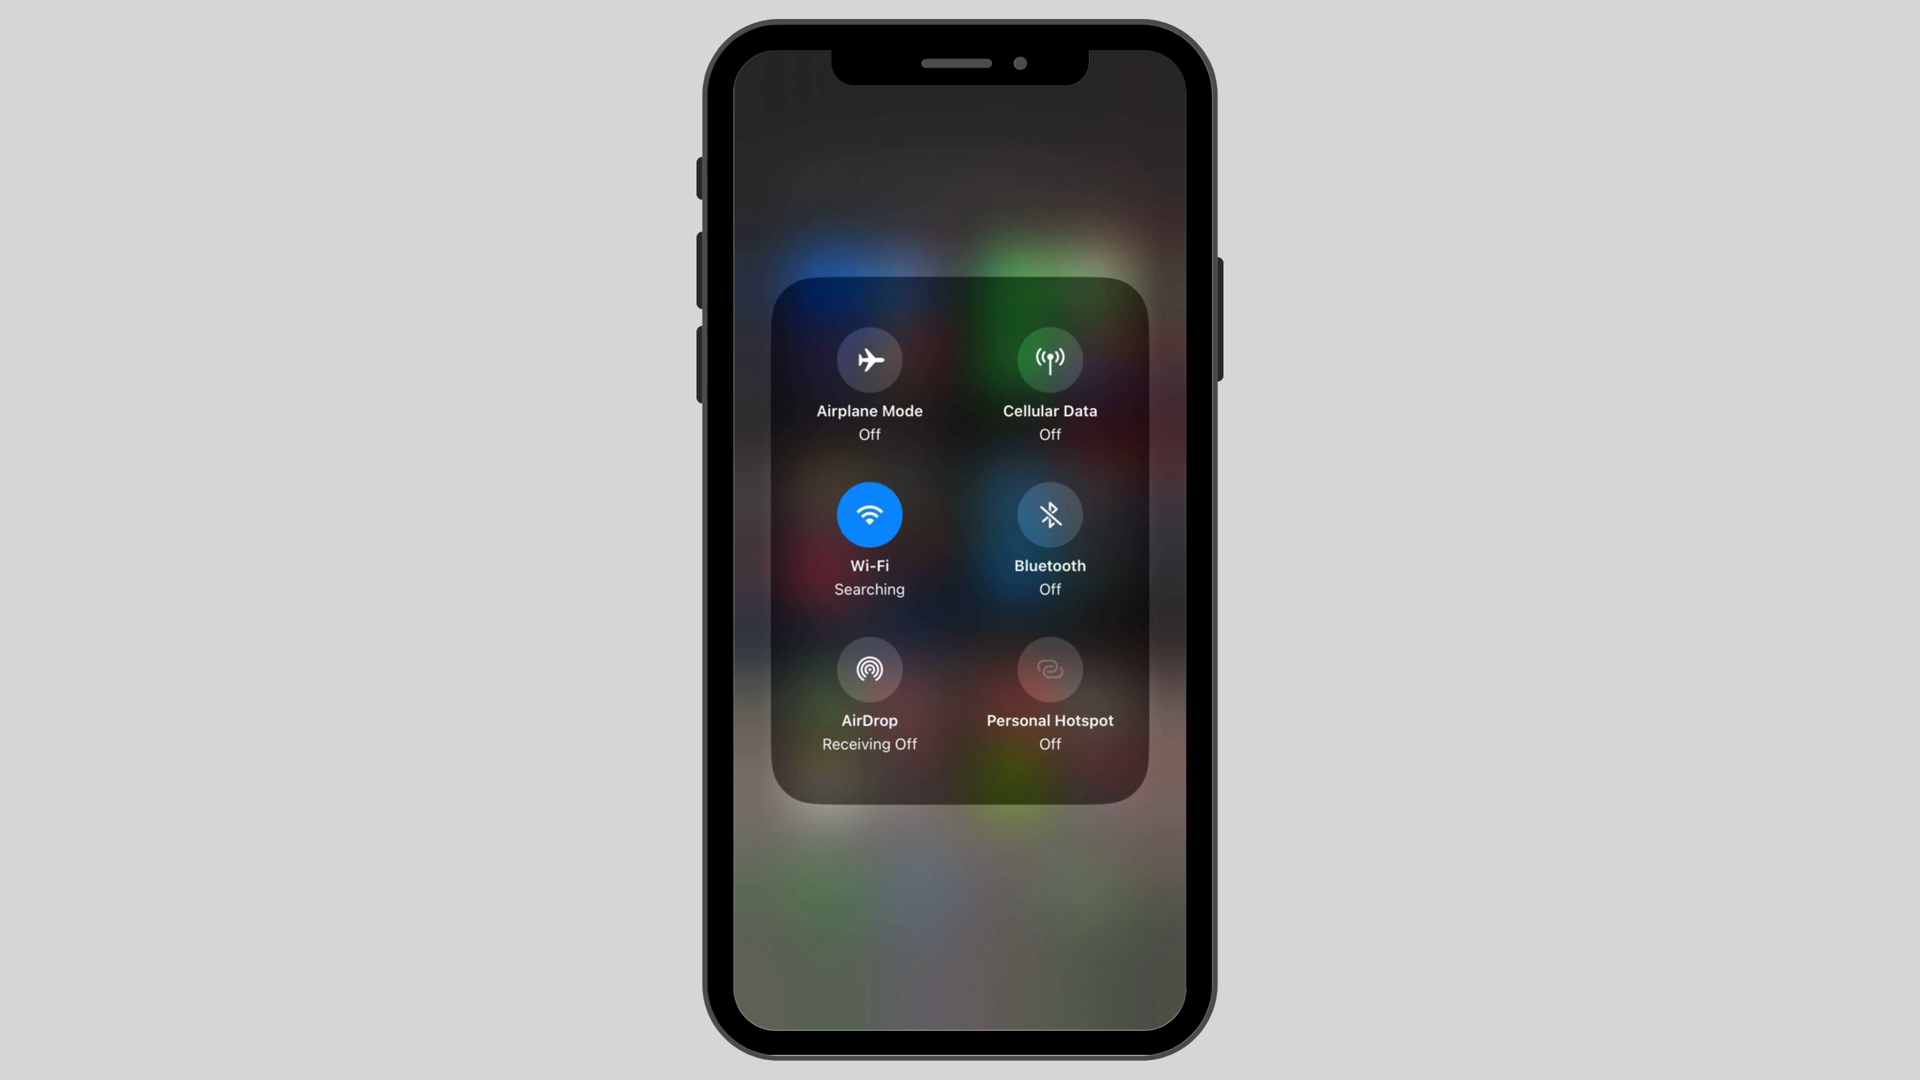 Airplane Mode
Off
Cellular Data
Off
Wi-Fi
Searching
Bluetooth
Off
AirDrop
Receiving Off
Personal Hotspot
Off